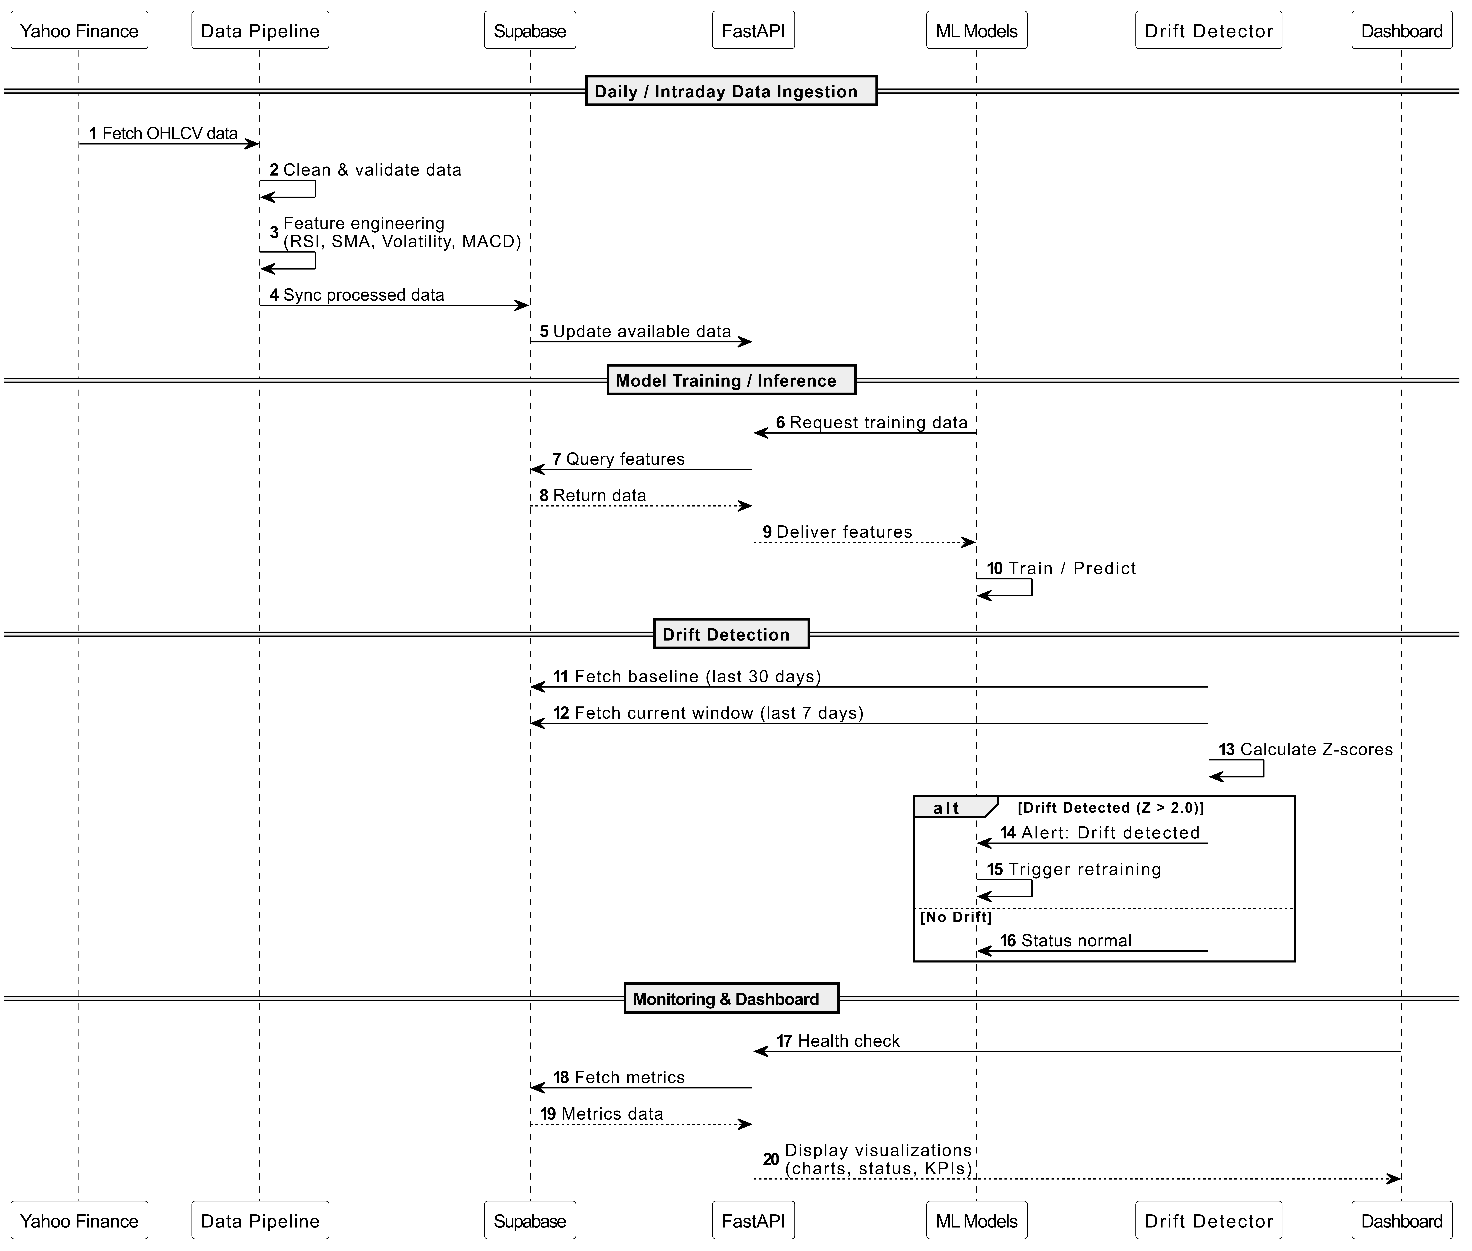 Yahoo Finance
Data Pipeline
Supabase
FastAPI
ML Models
Drift Detector
Dashboard
Daily / Intraday Data Ingestion
1 Fetch OHLCV data
2 Clean & validate data
3 Feature engineering
(RSI, SMA, Volatility, MACD)
4 Sync processed data
5 Update available data
Model Training / Inference
6 Request training data
7 Query features
8 Return data
9 Deliver features
10 Train / Predict
Drift Detection
11 Fetch baseline (last 30 days)
12 Fetch current window (last 7 days)
13 Calculate Z-scores
alt [Drift Detected (Z > 2.0)]
14 Alert: Drift detected
15 Trigger retraining
[No Drift]
16 Status normal
Monitoring & Dashboard
17 Health check
18 Fetch metrics
19 Metrics data
20 Display visualizations
(charts, status, KPIs)
Yahoo Finance
Data Pipeline
Supabase
FastAPI
ML Models
Drift Detector
Dashboard